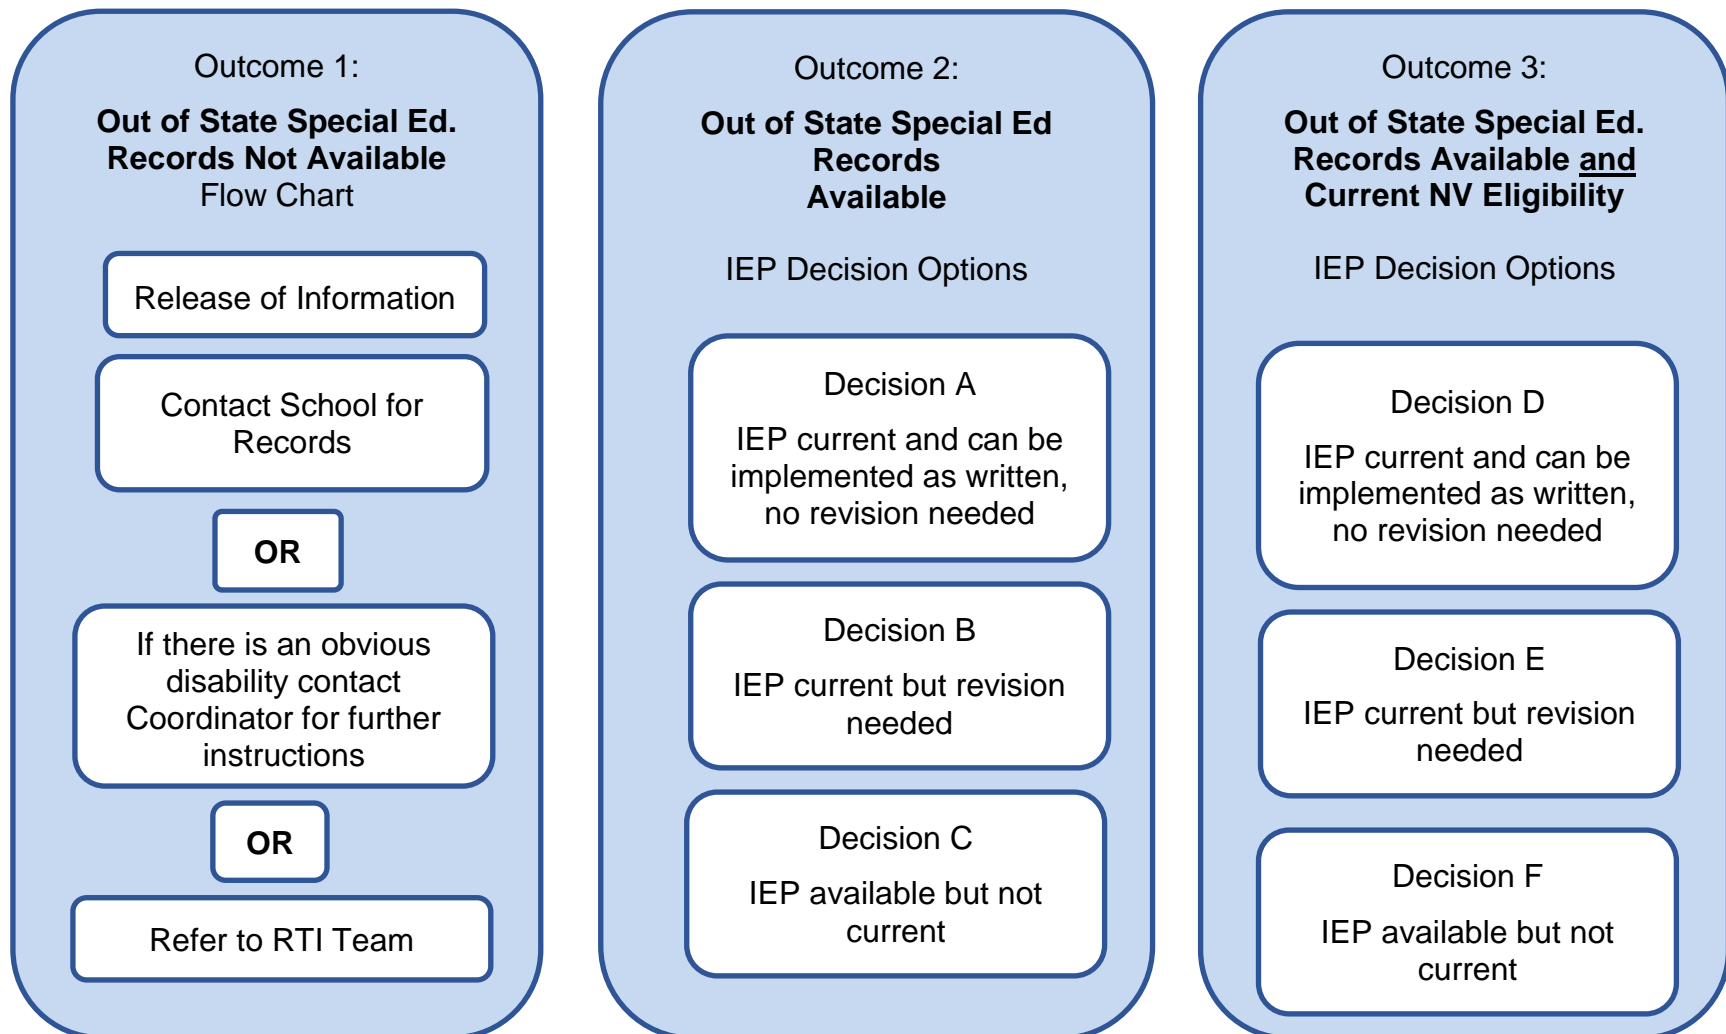 Outcome 1:
Out of State Special Ed.
Records Not Available
Flow Chart
Release of Information
Contact School for
Records
OR
If there is an obvious
disability contact
Coordinator for further
instructions
OR
Refer to RTI Team
Outcome 2:
Out of State Special Ed
Records
Available
IEP Decision Options
Decision A
IEP current and can be
implemented as written,
no revision needed
Decision B
IEP current but revision
needed
Decision C
IEP available but not
current
Outcome 3:
Out of State Special Ed.
Records Available and
Current NV Eligibility
IEP Decision Options
Decision D
IEP current and can be
implemented as written,
no revision needed
Decision E
IEP current but revision
needed
Decision F
IEP available but not
current